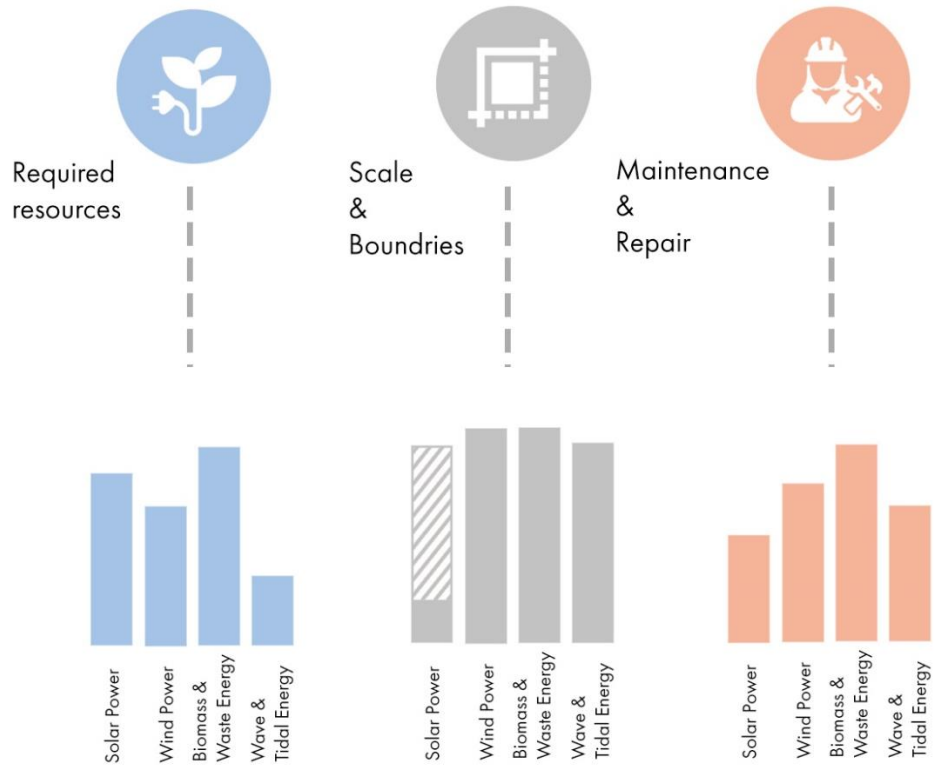 Required
resources
Scale
&
Boundries
Maintenance
&
Repair
Solar Power
Wind Power
Biomass &
Waste Energy
Wave &
Tidal Energy
Solar Power
Wind Power
Biomass &
Waste Energy
Wave &
Tidal Energy
Solar Power
Wind Power
Biomass &
Waste Energy
Wave &
Tidal Energy